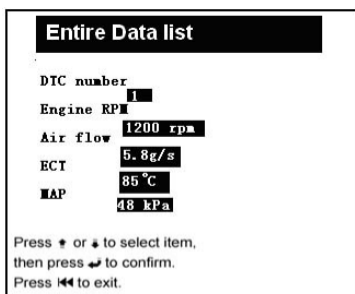 Entire Data list
DTC number
1
Engine RPM
1200 rpm
Air flow
5.8g/s
ECT
85°C
MAP
48 kPa
Press ⬆ or ⬇ to select item,
then press ↵ to confirm.
Press ⏮ to exit.